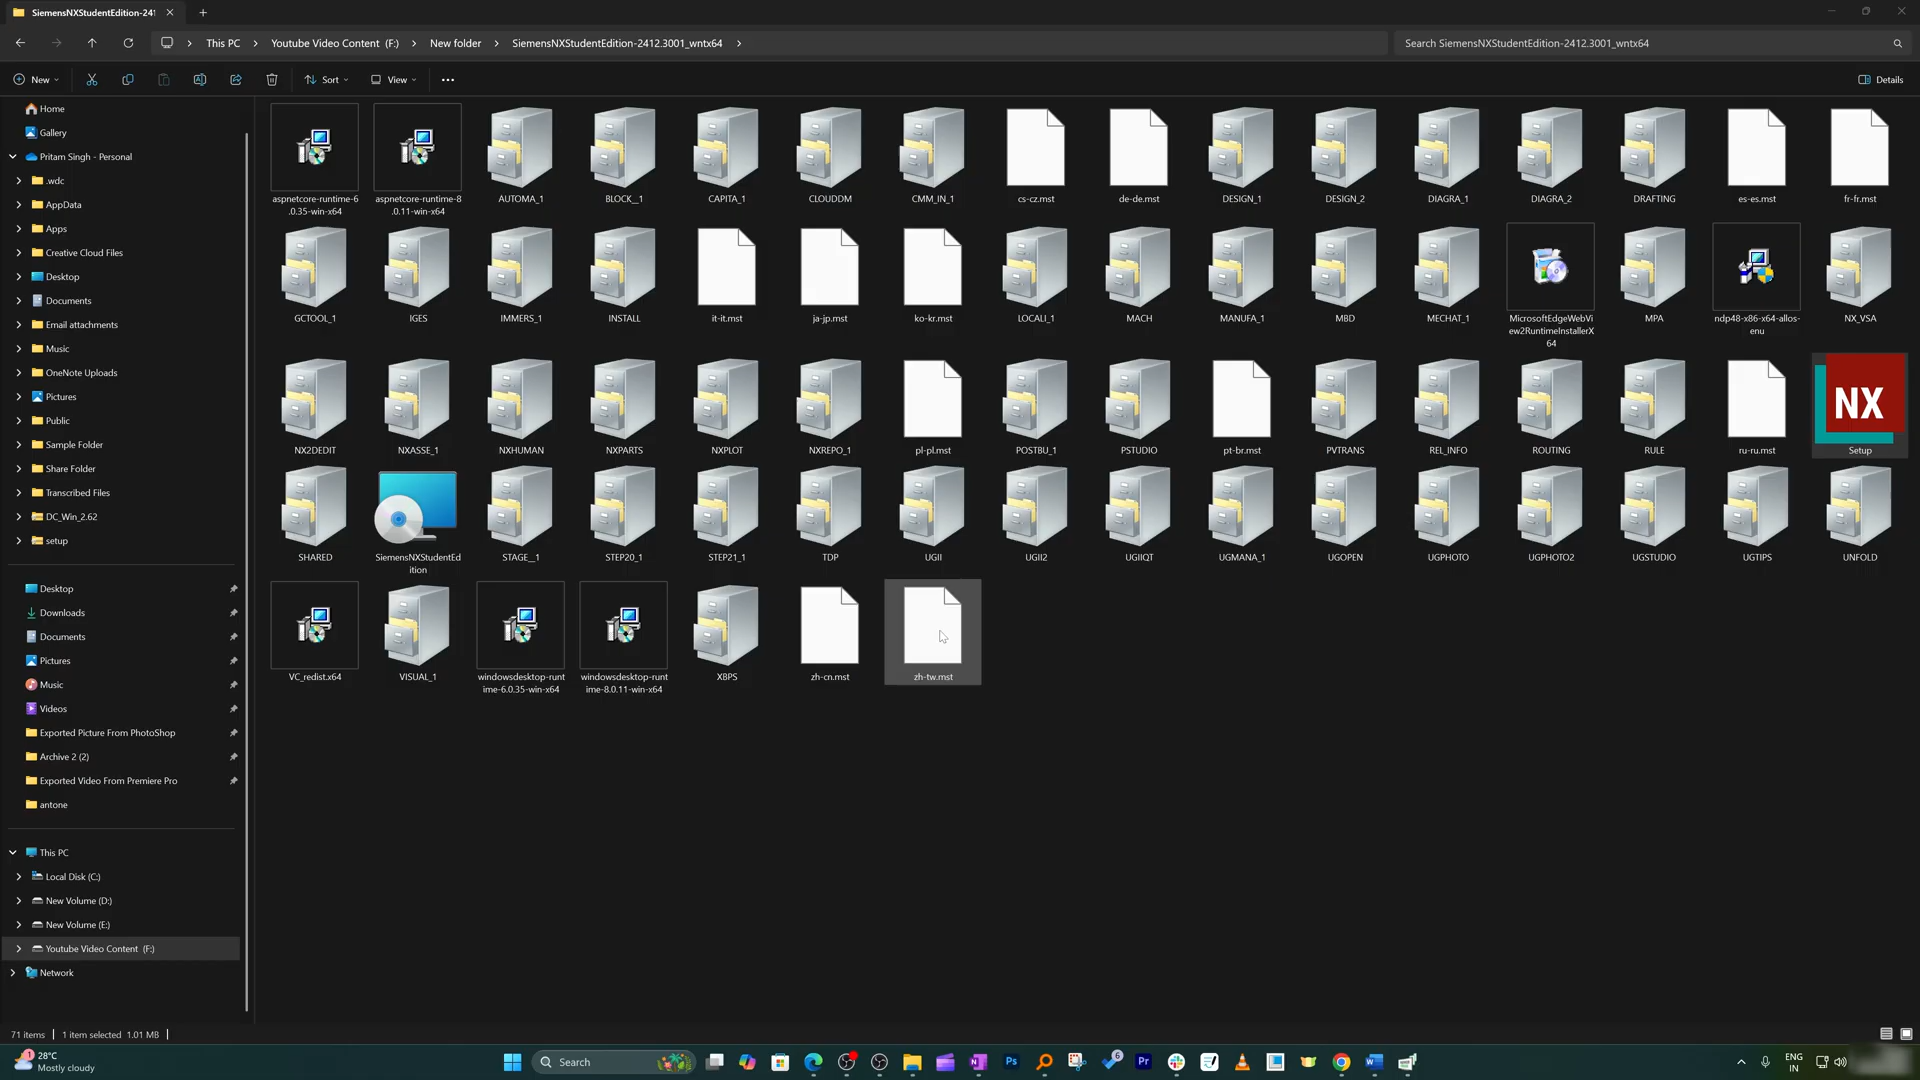 SiemensNXStudentEdition-241
This PC
Youtube Video Content (F:)
New folder
SiemensNXStudentEdition-2412.3001_wntx64
Search SiemensNXStudentEdition-2412.3001_wntx64
New
Sort
View
Details
Home
Gallery
Pritam Singh - Personal
.wdc
AppData
Apps
Creative Cloud Files
Desktop
Documents
Email attachments
Music
OneNote Uploads
Pictures
Public
Sample Folder
Share Folder
Transcribed Files
DC_Win_2.62
setup
Desktop
Downloads
Documents
Pictures
Music
Videos
Exported Picture From PhotoShop
Archive 2 (2)
Exported Video From Premiere Pro
antone
This PC
Local Disk (C:)
New Volume (D:)
New Volume (E:)
Youtube Video Content (F:)
Network
aspnetcore-runtime-6
.0.35-win-x64
aspnetcore-runtime-8
.0.11-win-x64
AUTOMA_1
BLOCK__1
CAPITA_1
CLOUDDM
CMM_IN_1
cs-cz.mst
de-de.mst
DESIGN_1
DESIGN_2
DIAGRA_1
DIAGRA_2
DRAFTING
es-es.mst
fr-fr.mst
GCTOOL_1
IGES
IMMERS_1
INSTALL
it-it.mst
ja-jp.mst
ko-kr.mst
LOCALI_1
MACH
MANUFA_1
MBD
MECHAT_1
MicrosoftEdgeWebVi
ew2RuntimeInstallerX
64
MPA
ndp48-x86-x64-allos-
enu
NX_VSA
NX2DEDIT
NXASSE_1
NXHUMAN
NXPARTS
NXPLOT
NXREPO_1
pl-pl.mst
POSTBU_1
PSTUDIO
pt-br.mst
PVTRANS
REL_INFO
ROUTING
RULE
ru-ru.mst
NX
Setup
SHARED
SiemensNXStudentEd
ition
STAGE__1
STEP20_1
STEP21_1
TDP
UGII
UGII2
UGIIQT
UGMANA_1
UGOPEN
UGPHOTO
UGPHOTO2
UGSTUDIO
UGTIPS
UNFOLD
VC_redist.x64
VISUAL_1
windowsdesktop-runt
ime-6.0.35-win-x64
windowsdesktop-runt
ime-8.0.11-win-x64
XBPS
zh-cn.mst
zh-tw.mst
71 items
1 item selected 1.01 MB
1
28°C
Mostly cloudy
Search
N
Ps
6
Pr
W
ENG
IN